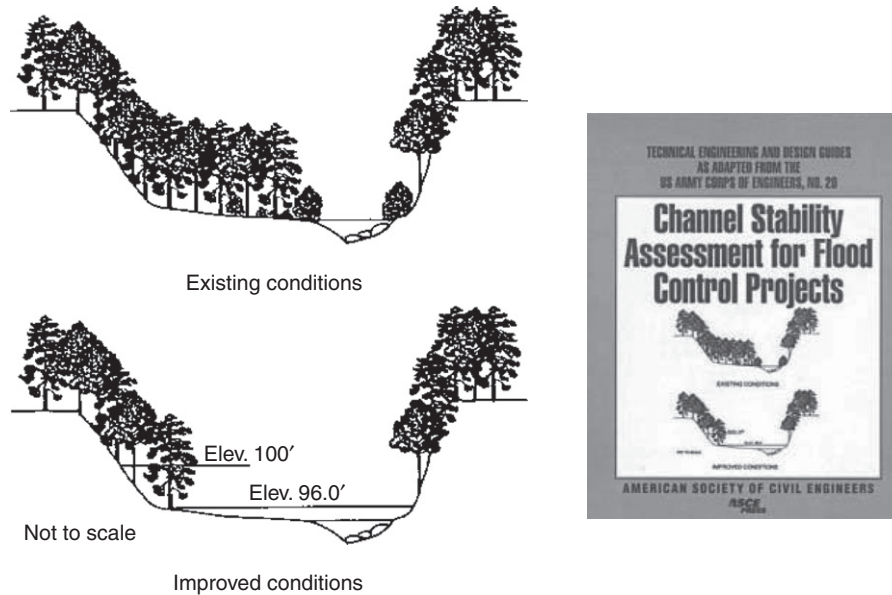 Existing conditions
Elev. 100′
Elev. 96.0′
Not to scale
Improved conditions
TECHNICAL ENGINEERING AND DESIGN GUIDES
AS ADAPTED FROM THE
US ARMY CORPS OF ENGINEERS, NO. 20
Channel Stability
Assessment for Flood
Control Projects
EXISTING CONDITIONS
IMPROVED CONDITIONS
AMERICAN SOCIETY OF CIVIL ENGINEERS
ASCE
PRESS